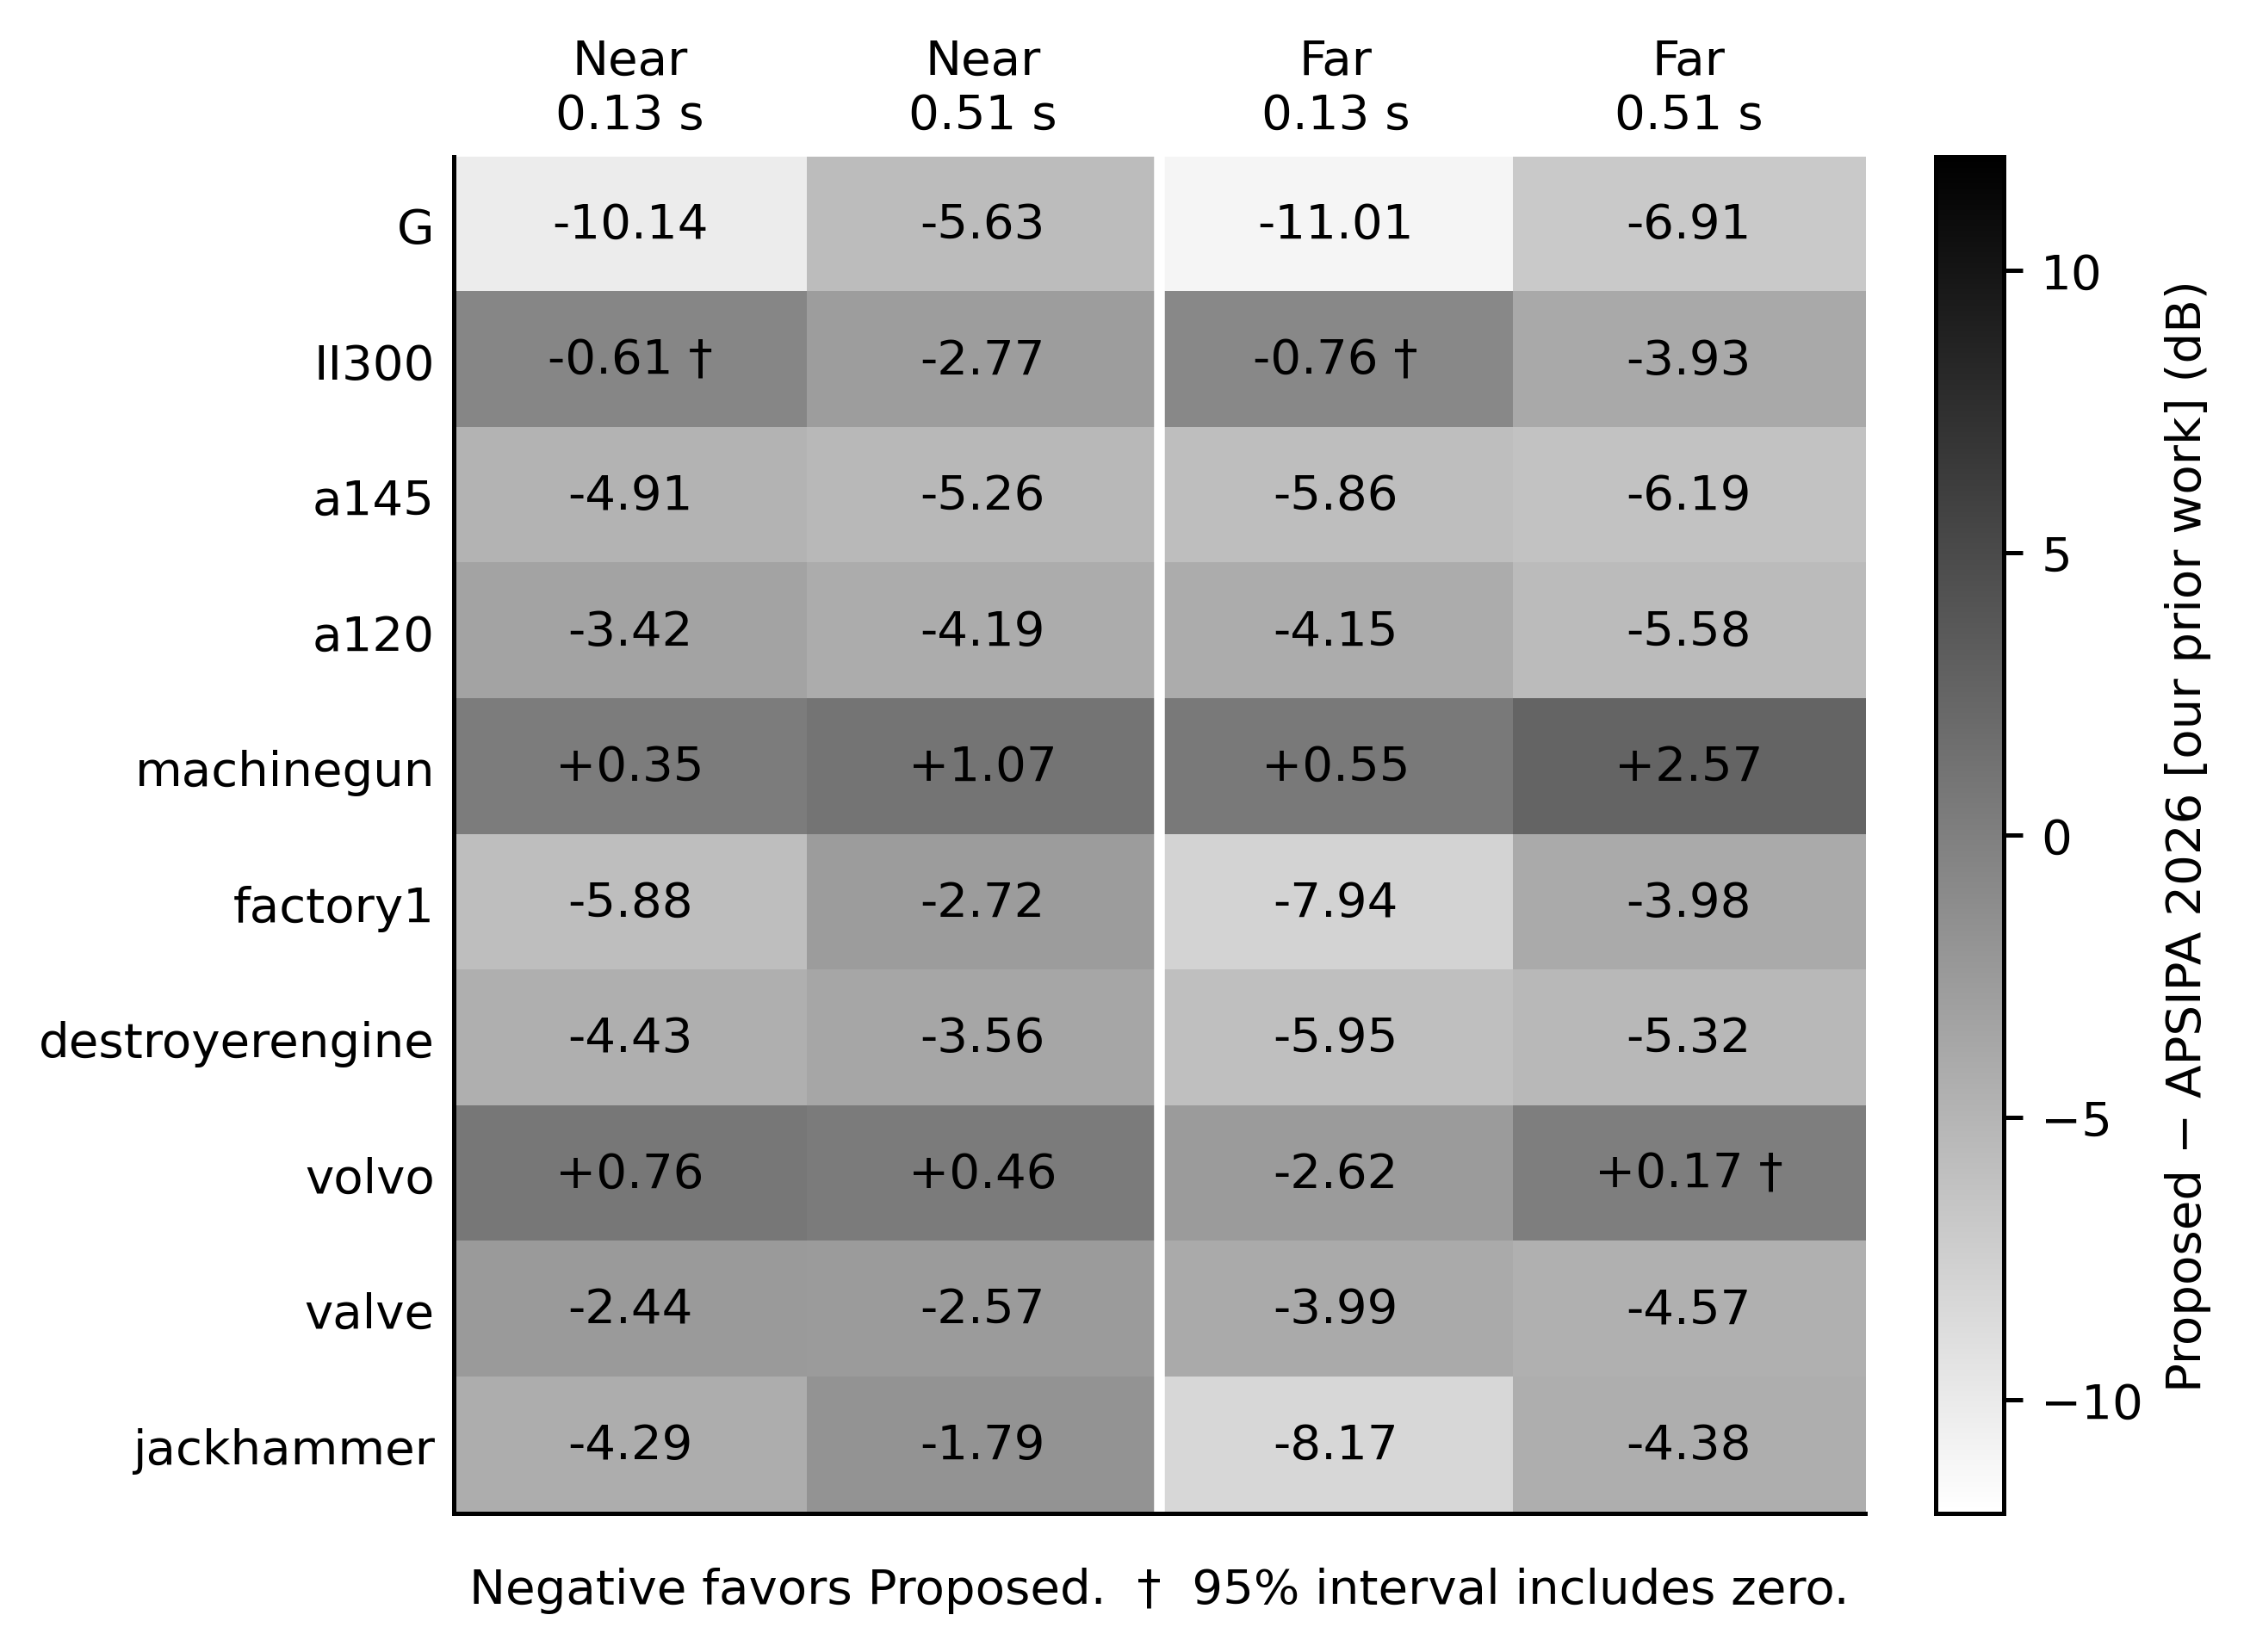 Near Near Far Far
0.13 s 0.51 s 0.13 s 0.51 s
G -10.14 -5.63 -11.01 -6.91
ll300 -0.61 † -2.77 -0.76 † -3.93
a145 -4.91 -5.26 -5.86 -6.19
a120 -3.42 -4.19 -4.15 -5.58
machinegun +0.35 +1.07 +0.55 +2.57
factory1 -5.88 -2.72 -7.94 -3.98
destroyerengine -4.43 -3.56 -5.95 -5.32
volvo +0.76 +0.46 -2.62 +0.17 †
valve -2.44 -2.57 -3.99 -4.57
jackhammer -4.29 -1.79 -8.17 -4.38
10
5
0
−5
−10
Proposed − APSIPA 2026 [our prior work] (dB)
Negative favors Proposed. † 95% interval includes zero.